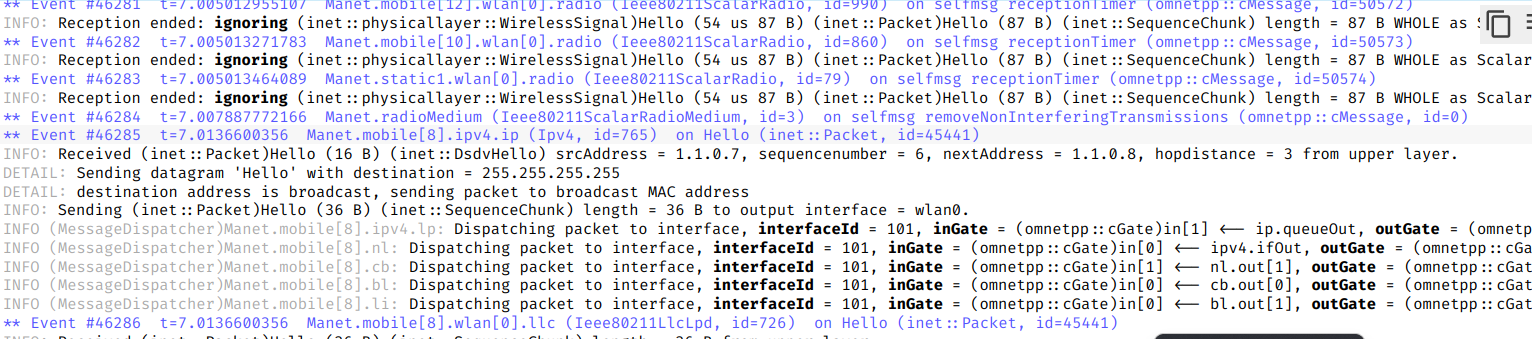 ** Event #46281  t=7.005012955107  Manet.mobile[12].wlan[0].radio (Ieee80211ScalarRadio, id=990)  on selfmsg receptionTimer (omnetpp::cMessage, id=50572)
INFO: Reception ended: ignoring (inet::physicallayer::WirelessSignal)Hello (54 us 87 B) (inet::Packet)Hello (87 B) (inet::SequenceChunk) length = 87 B WHOLE as
** Event #46282  t=7.005013271783  Manet.mobile[10].wlan[0].radio (Ieee80211ScalarRadio, id=860)  on selfmsg receptionTimer (omnetpp::cMessage, id=50573)
INFO: Reception ended: ignoring (inet::physicallayer::WirelessSignal)Hello (54 us 87 B) (inet::Packet)Hello (87 B) (inet::SequenceChunk) length = 87 B WHOLE as Scalar
** Event #46283  t=7.005013464089  Manet.static1.wlan[0].radio (Ieee80211ScalarRadio, id=79)  on selfmsg receptionTimer (omnetpp::cMessage, id=50574)
INFO: Reception ended: ignoring (inet::physicallayer::WirelessSignal)Hello (54 us 87 B) (inet::Packet)Hello (87 B) (inet::SequenceChunk) length = 87 B WHOLE as Scalar
** Event #46284  t=7.007887772166  Manet.radioMedium (Ieee80211ScalarRadioMedium, id=3)  on selfmsg removeNonInterferingTransmissions (omnetpp::cMessage, id=0)
** Event #46285  t=7.0136600356  Manet.mobile[8].ipv4.ip (Ipv4, id=765)  on Hello (inet::Packet, id=45441)
INFO: Received (inet::Packet)Hello (16 B) (inet::DsdvHello) srcAddress = 1.1.0.7, sequencenumber = 6, nextAddress = 1.1.0.8, hopdistance = 3 from upper layer.
DETAIL: Sending datagram 'Hello' with destination = 255.255.255.255
DETAIL: destination address is broadcast, sending packet to broadcast MAC address
INFO: Sending (inet::Packet)Hello (36 B) (inet::SequenceChunk) length = 36 B to output interface = wlan0.
INFO (MessageDispatcher)Manet.mobile[8].ipv4.lp: Dispatching packet to interface, interfaceId = 101, inGate = (omnetpp::cGate)in[1] <-- ip.queueOut, outGate = (omnetp
INFO (MessageDispatcher)Manet.mobile[8].nl: Dispatching packet to interface, interfaceId = 101, inGate = (omnetpp::cGate)in[0] <-- ipv4.ifOut, outGate = (omnetpp::cGa
INFO (MessageDispatcher)Manet.mobile[8].cb: Dispatching packet to interface, interfaceId = 101, inGate = (omnetpp::cGate)in[1] <-- nl.out[1], outGate = (omnetpp::cGat
INFO (MessageDispatcher)Manet.mobile[8].bl: Dispatching packet to interface, interfaceId = 101, inGate = (omnetpp::cGate)in[0] <-- cb.out[0], outGate = (omnetpp::cGat
INFO (MessageDispatcher)Manet.mobile[8].li: Dispatching packet to interface, interfaceId = 101, inGate = (omnetpp::cGate)in[0] <-- bl.out[1], outGate = (omnetpp::cGat
** Event #46286  t=7.0136600356  Manet.mobile[8].wlan[0].llc (Ieee80211LlcLpd, id=726)  on Hello (inet::Packet, id=45441)